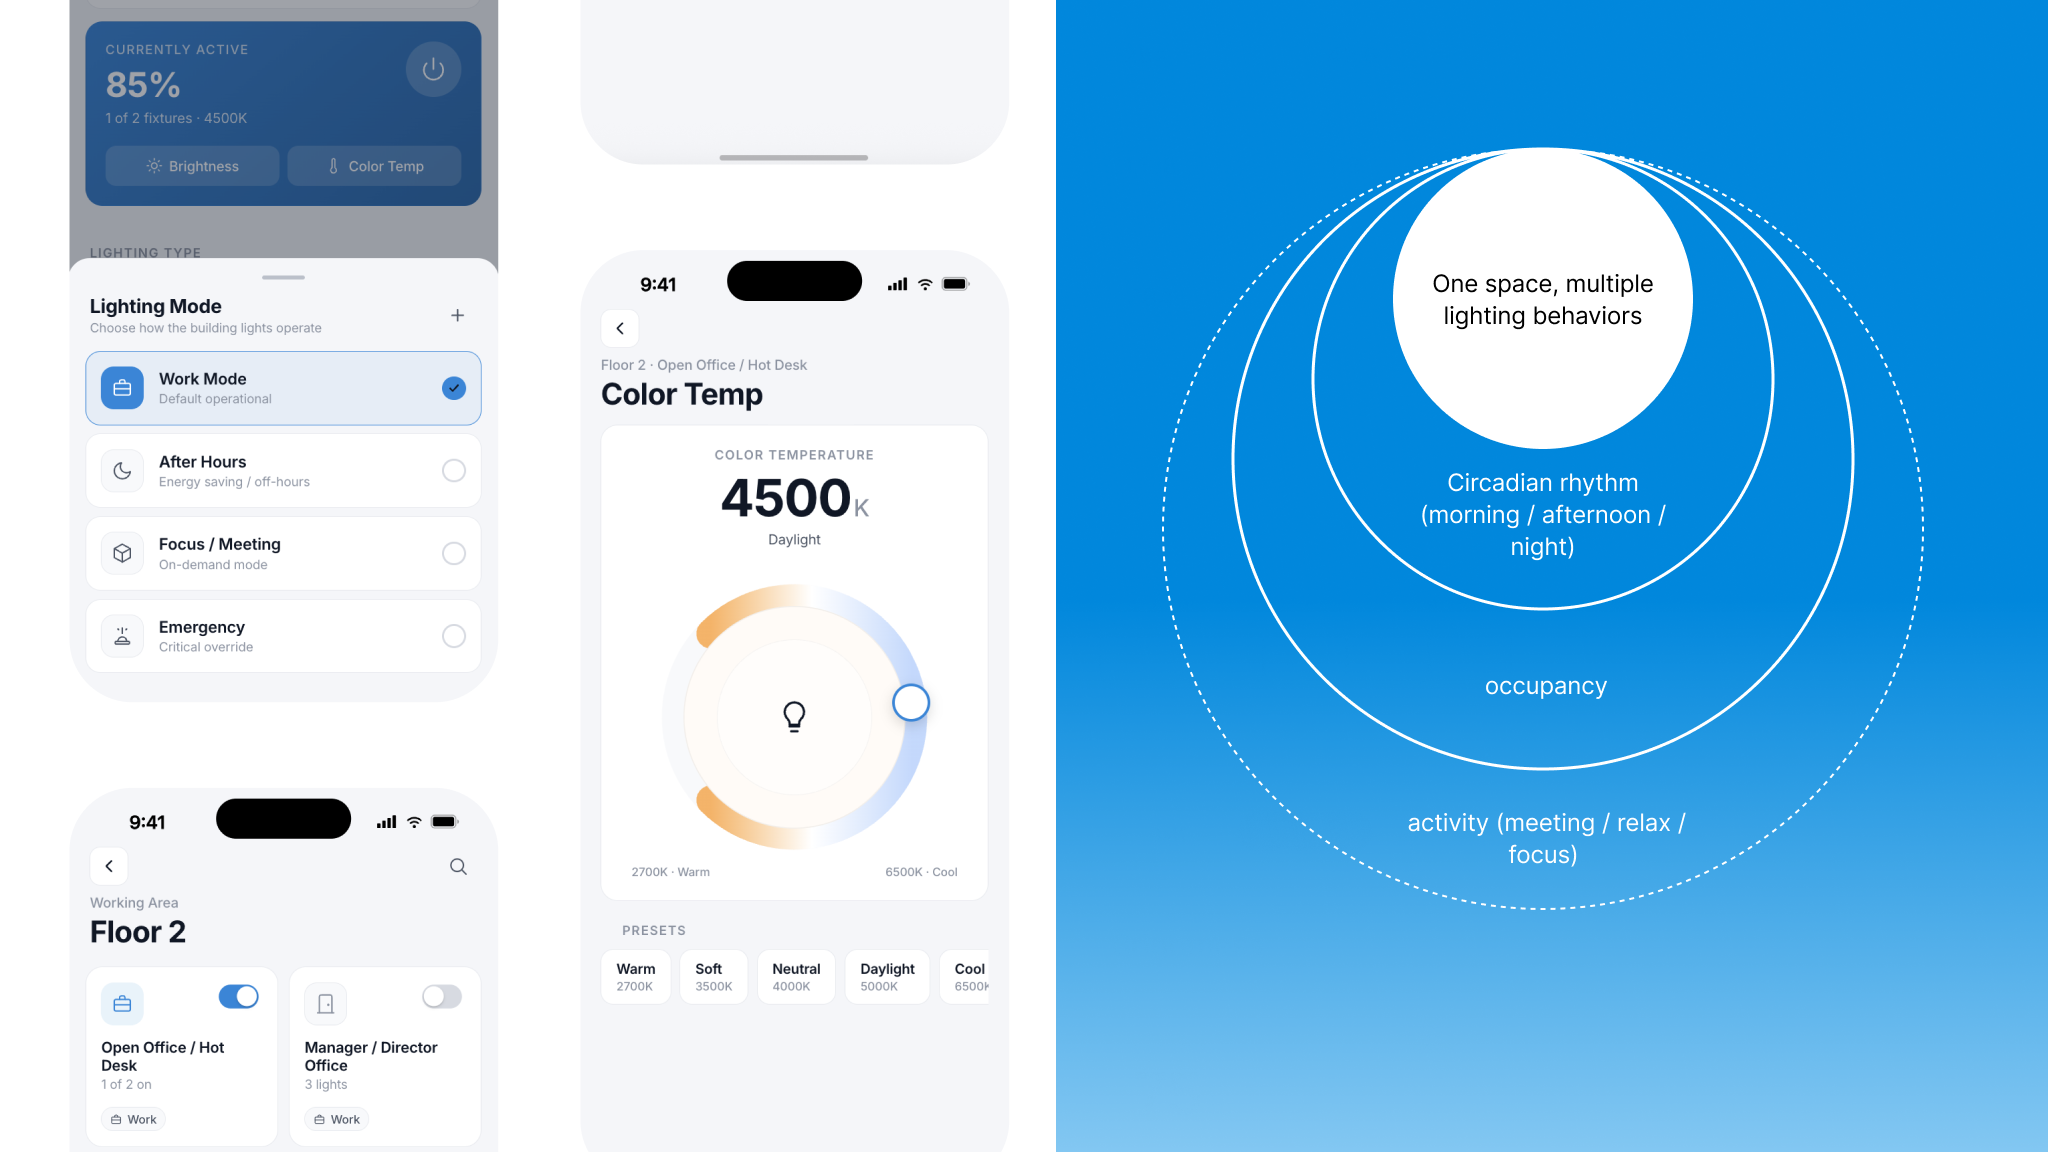 CURRENTLY ACTIVE
85%
1 of 2 fixtures · 4500K
Brightness
Color Temp
LIGHTING TYPE
Lighting Mode
Choose how the building lights operate
Work Mode
Default operational
After Hours
Energy saving / off-hours
Focus / Meeting
On-demand mode
Emergency
Critical override
9:41
Working Area
Floor 2
Open Office / Hot
Desk
1 of 2 on
Work
Manager / Director
Office
3 lights
Work
9:41
Floor 2 · Open Office / Hot Desk
Color Temp
COLOR TEMPERATURE
4500K
Daylight
2700K · Warm
6500K · Cool
PRESETS
Warm
2700K
Soft
3500K
Neutral
4000K
Daylight
5000K
Cool
6500K
One space, multiple
lighting behaviors
Circadian rhythm
(morning / afternoon /
night)
occupancy
activity (meeting / relax /
focus)